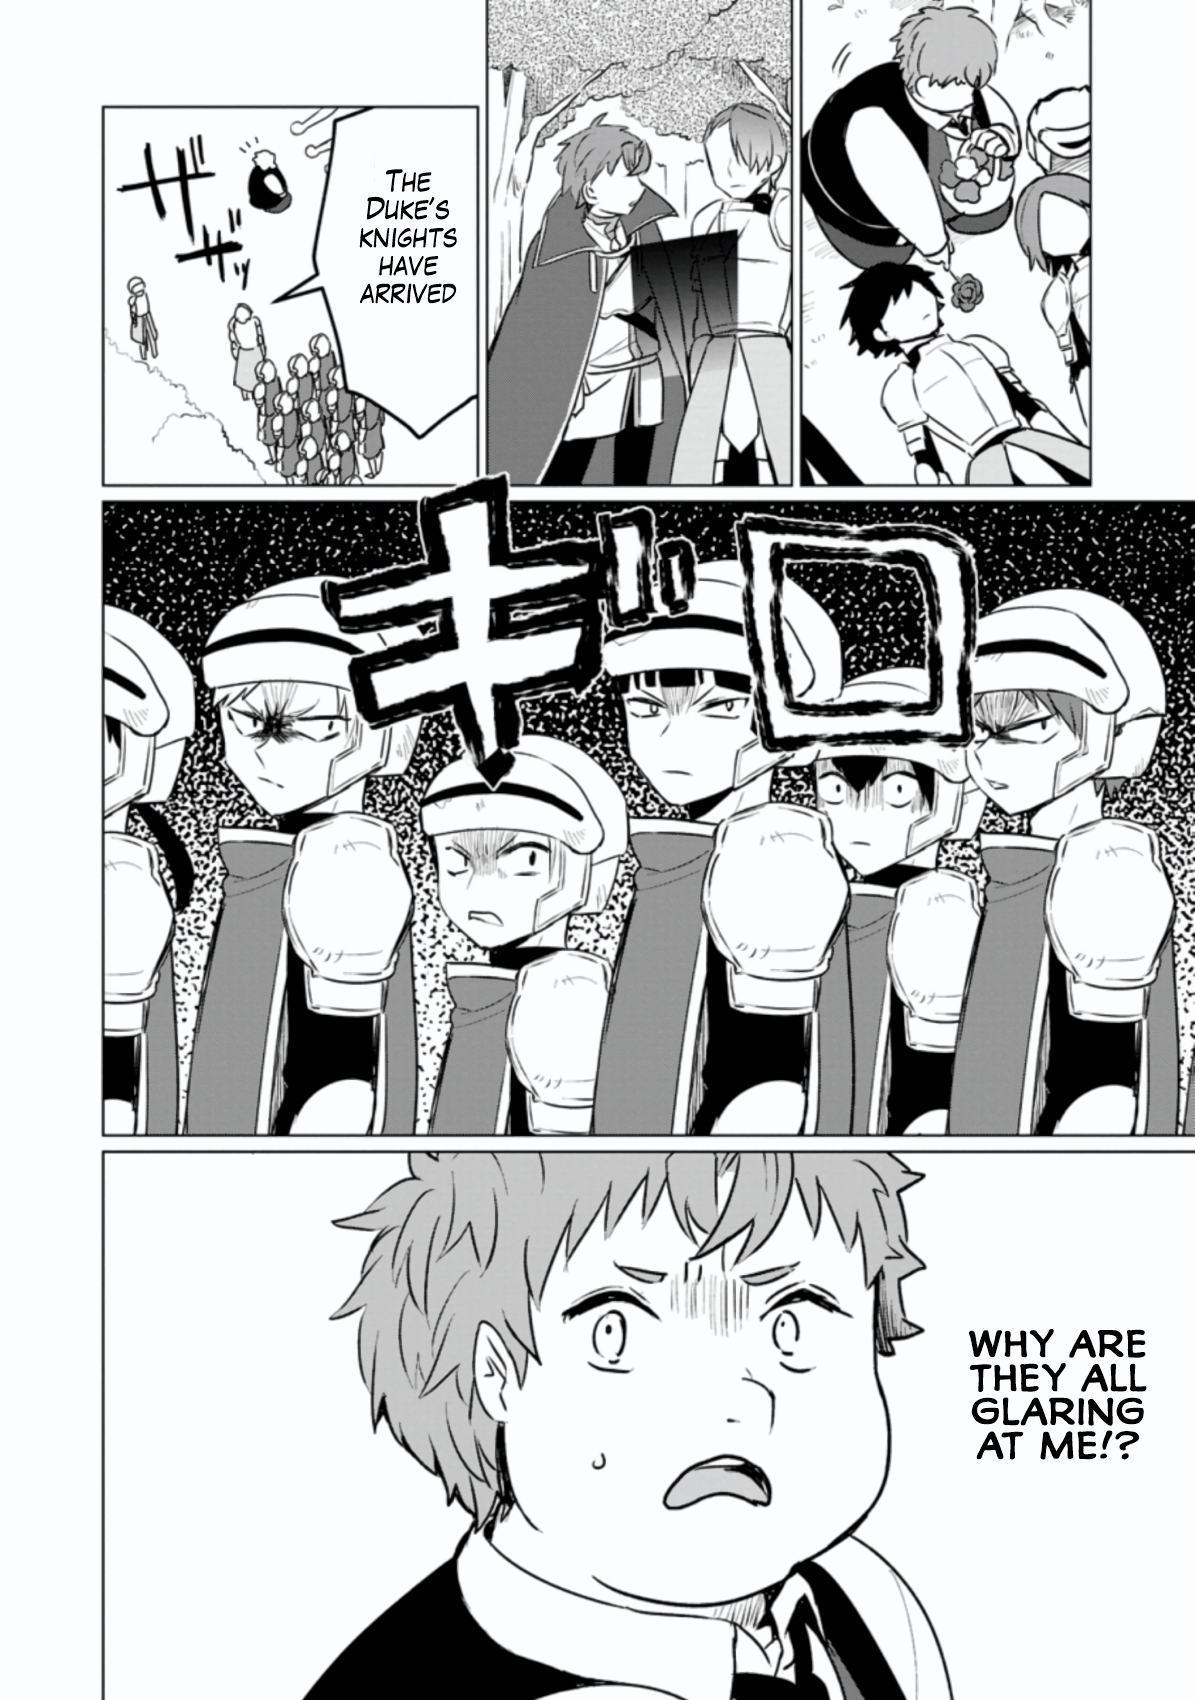 THE
DUKE'S
KNIGHTS
HAVE
ARRIVED
ザッ
ザッ
ギロ
WHY ARE
THEY ALL
GLARING
AT ME!?